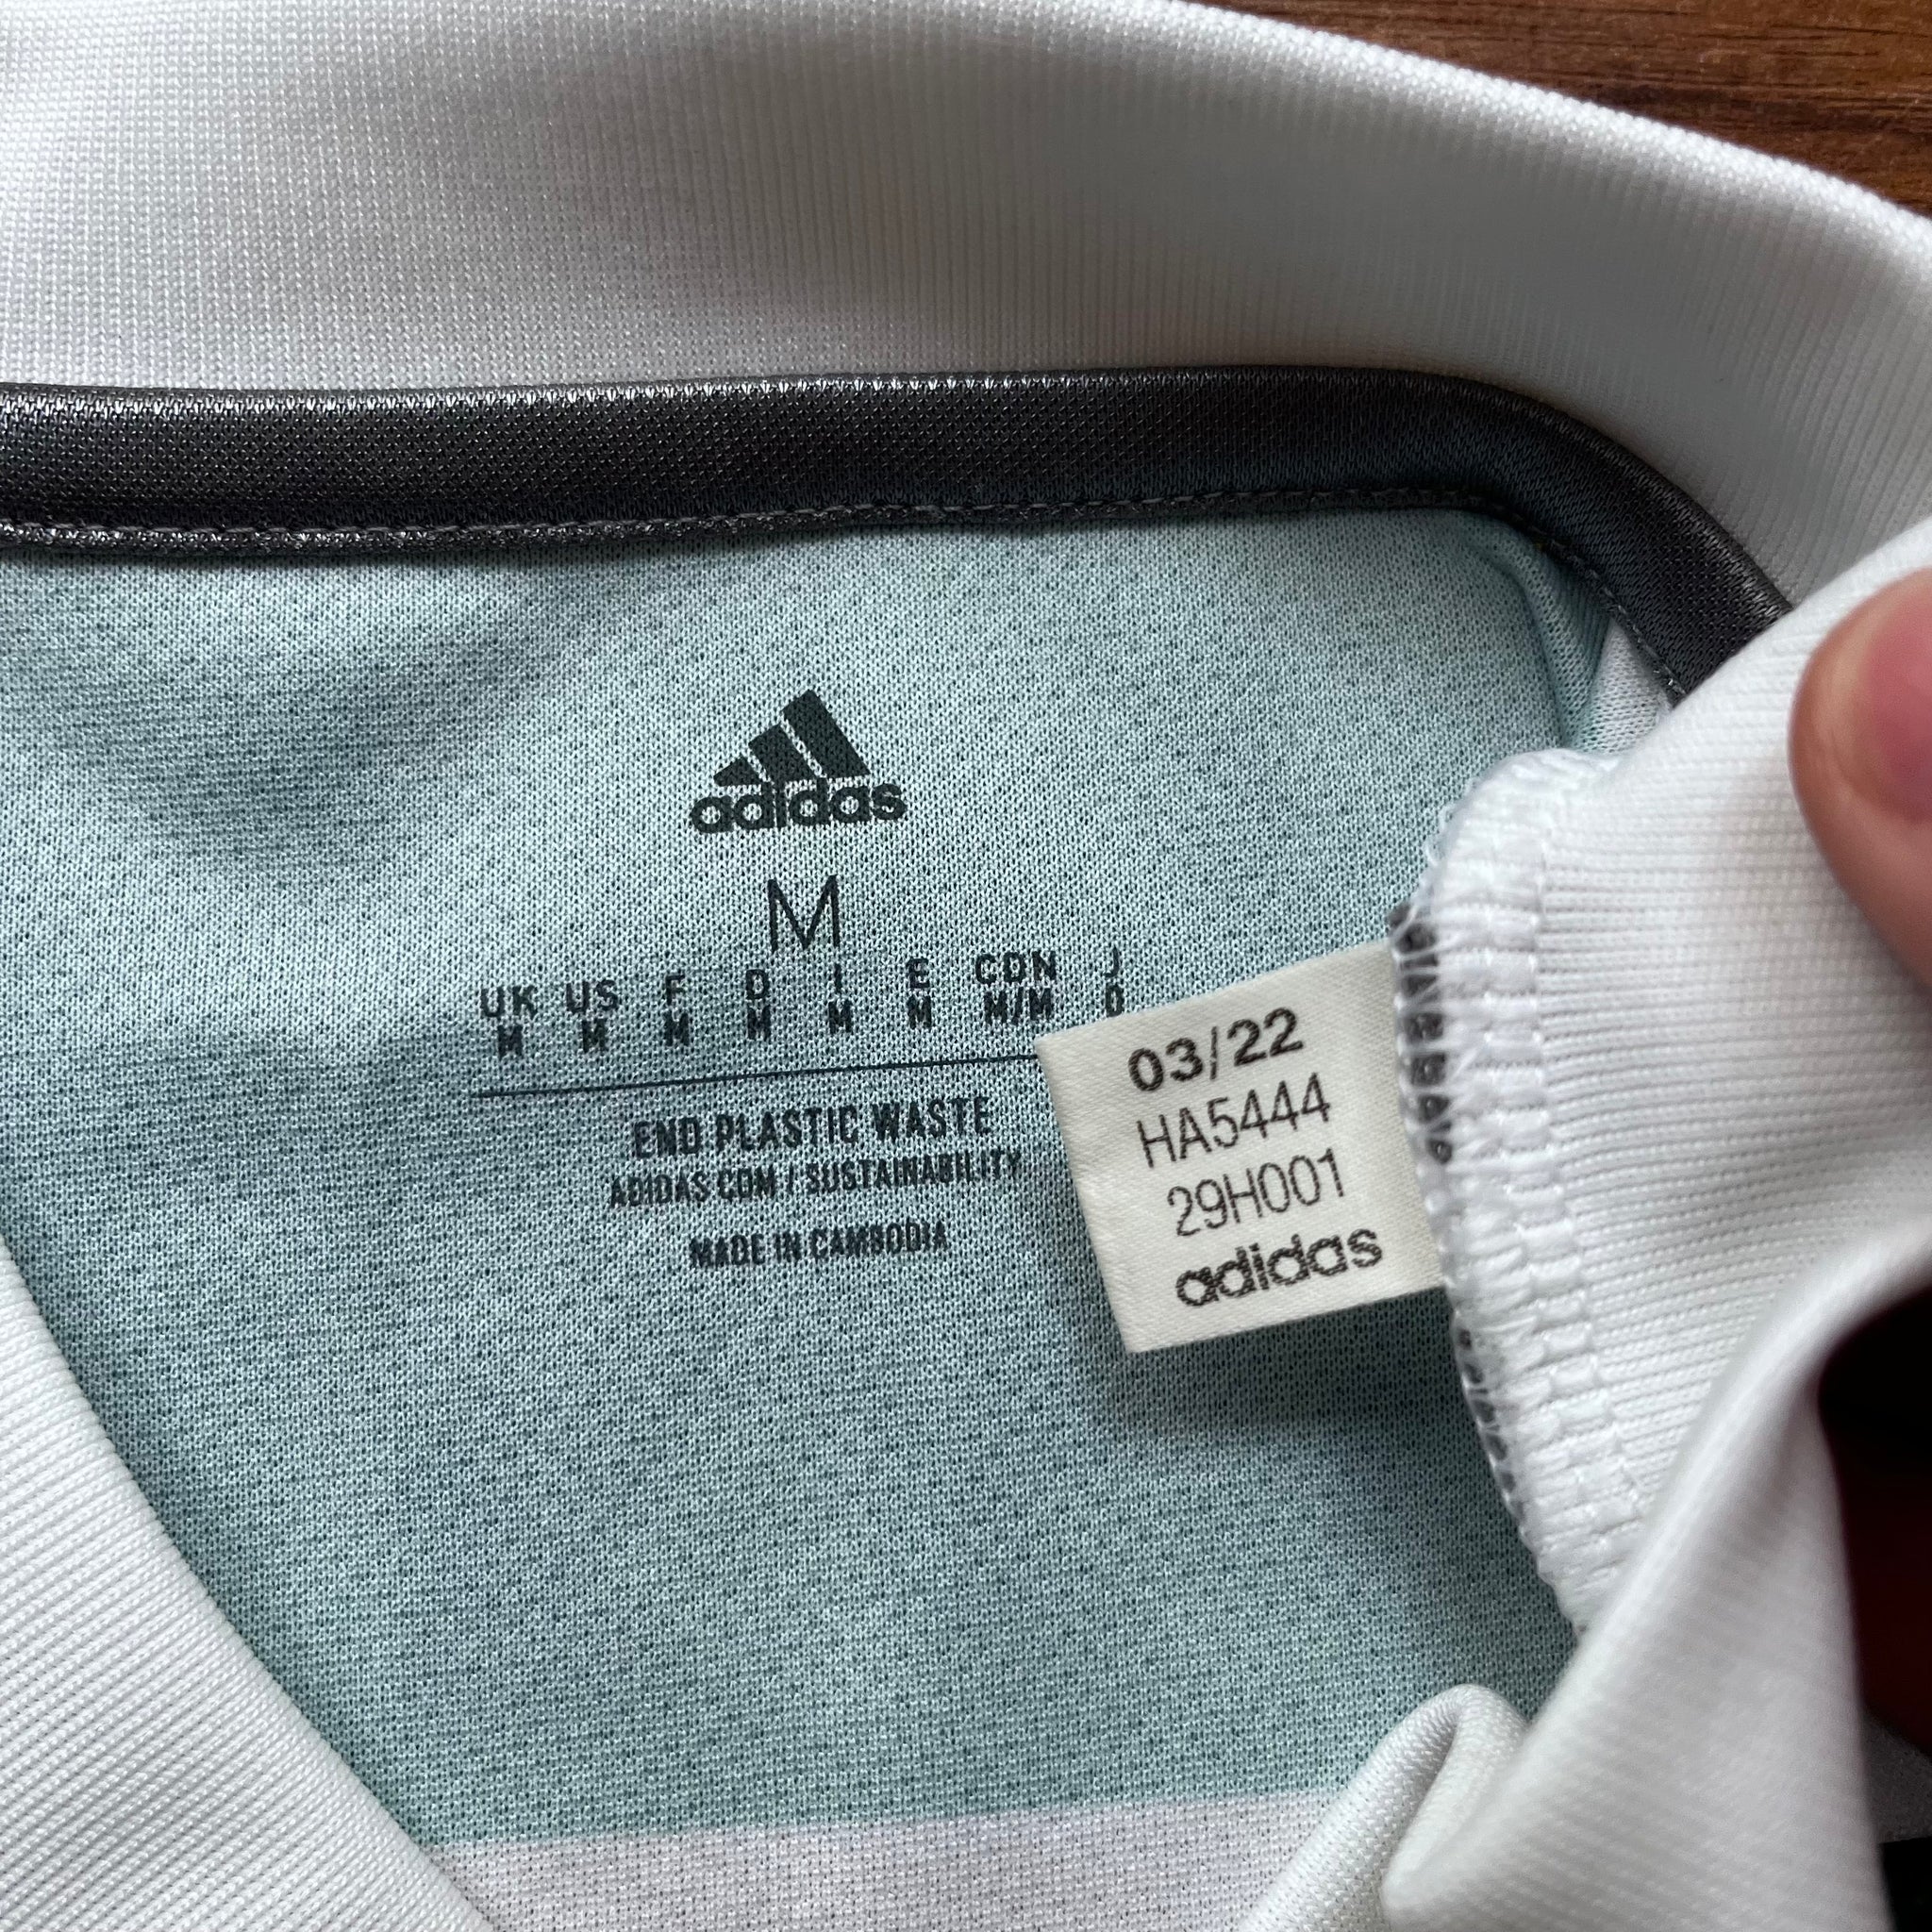 adidas
M
UK US F D I E CDN J
M M M M M M M/M O
END PLASTIC WASTE
ADIDAS.COM / SUSTAINABILITY
MADE IN CAMBODIA
03/22
HA5444
29H001
adidas